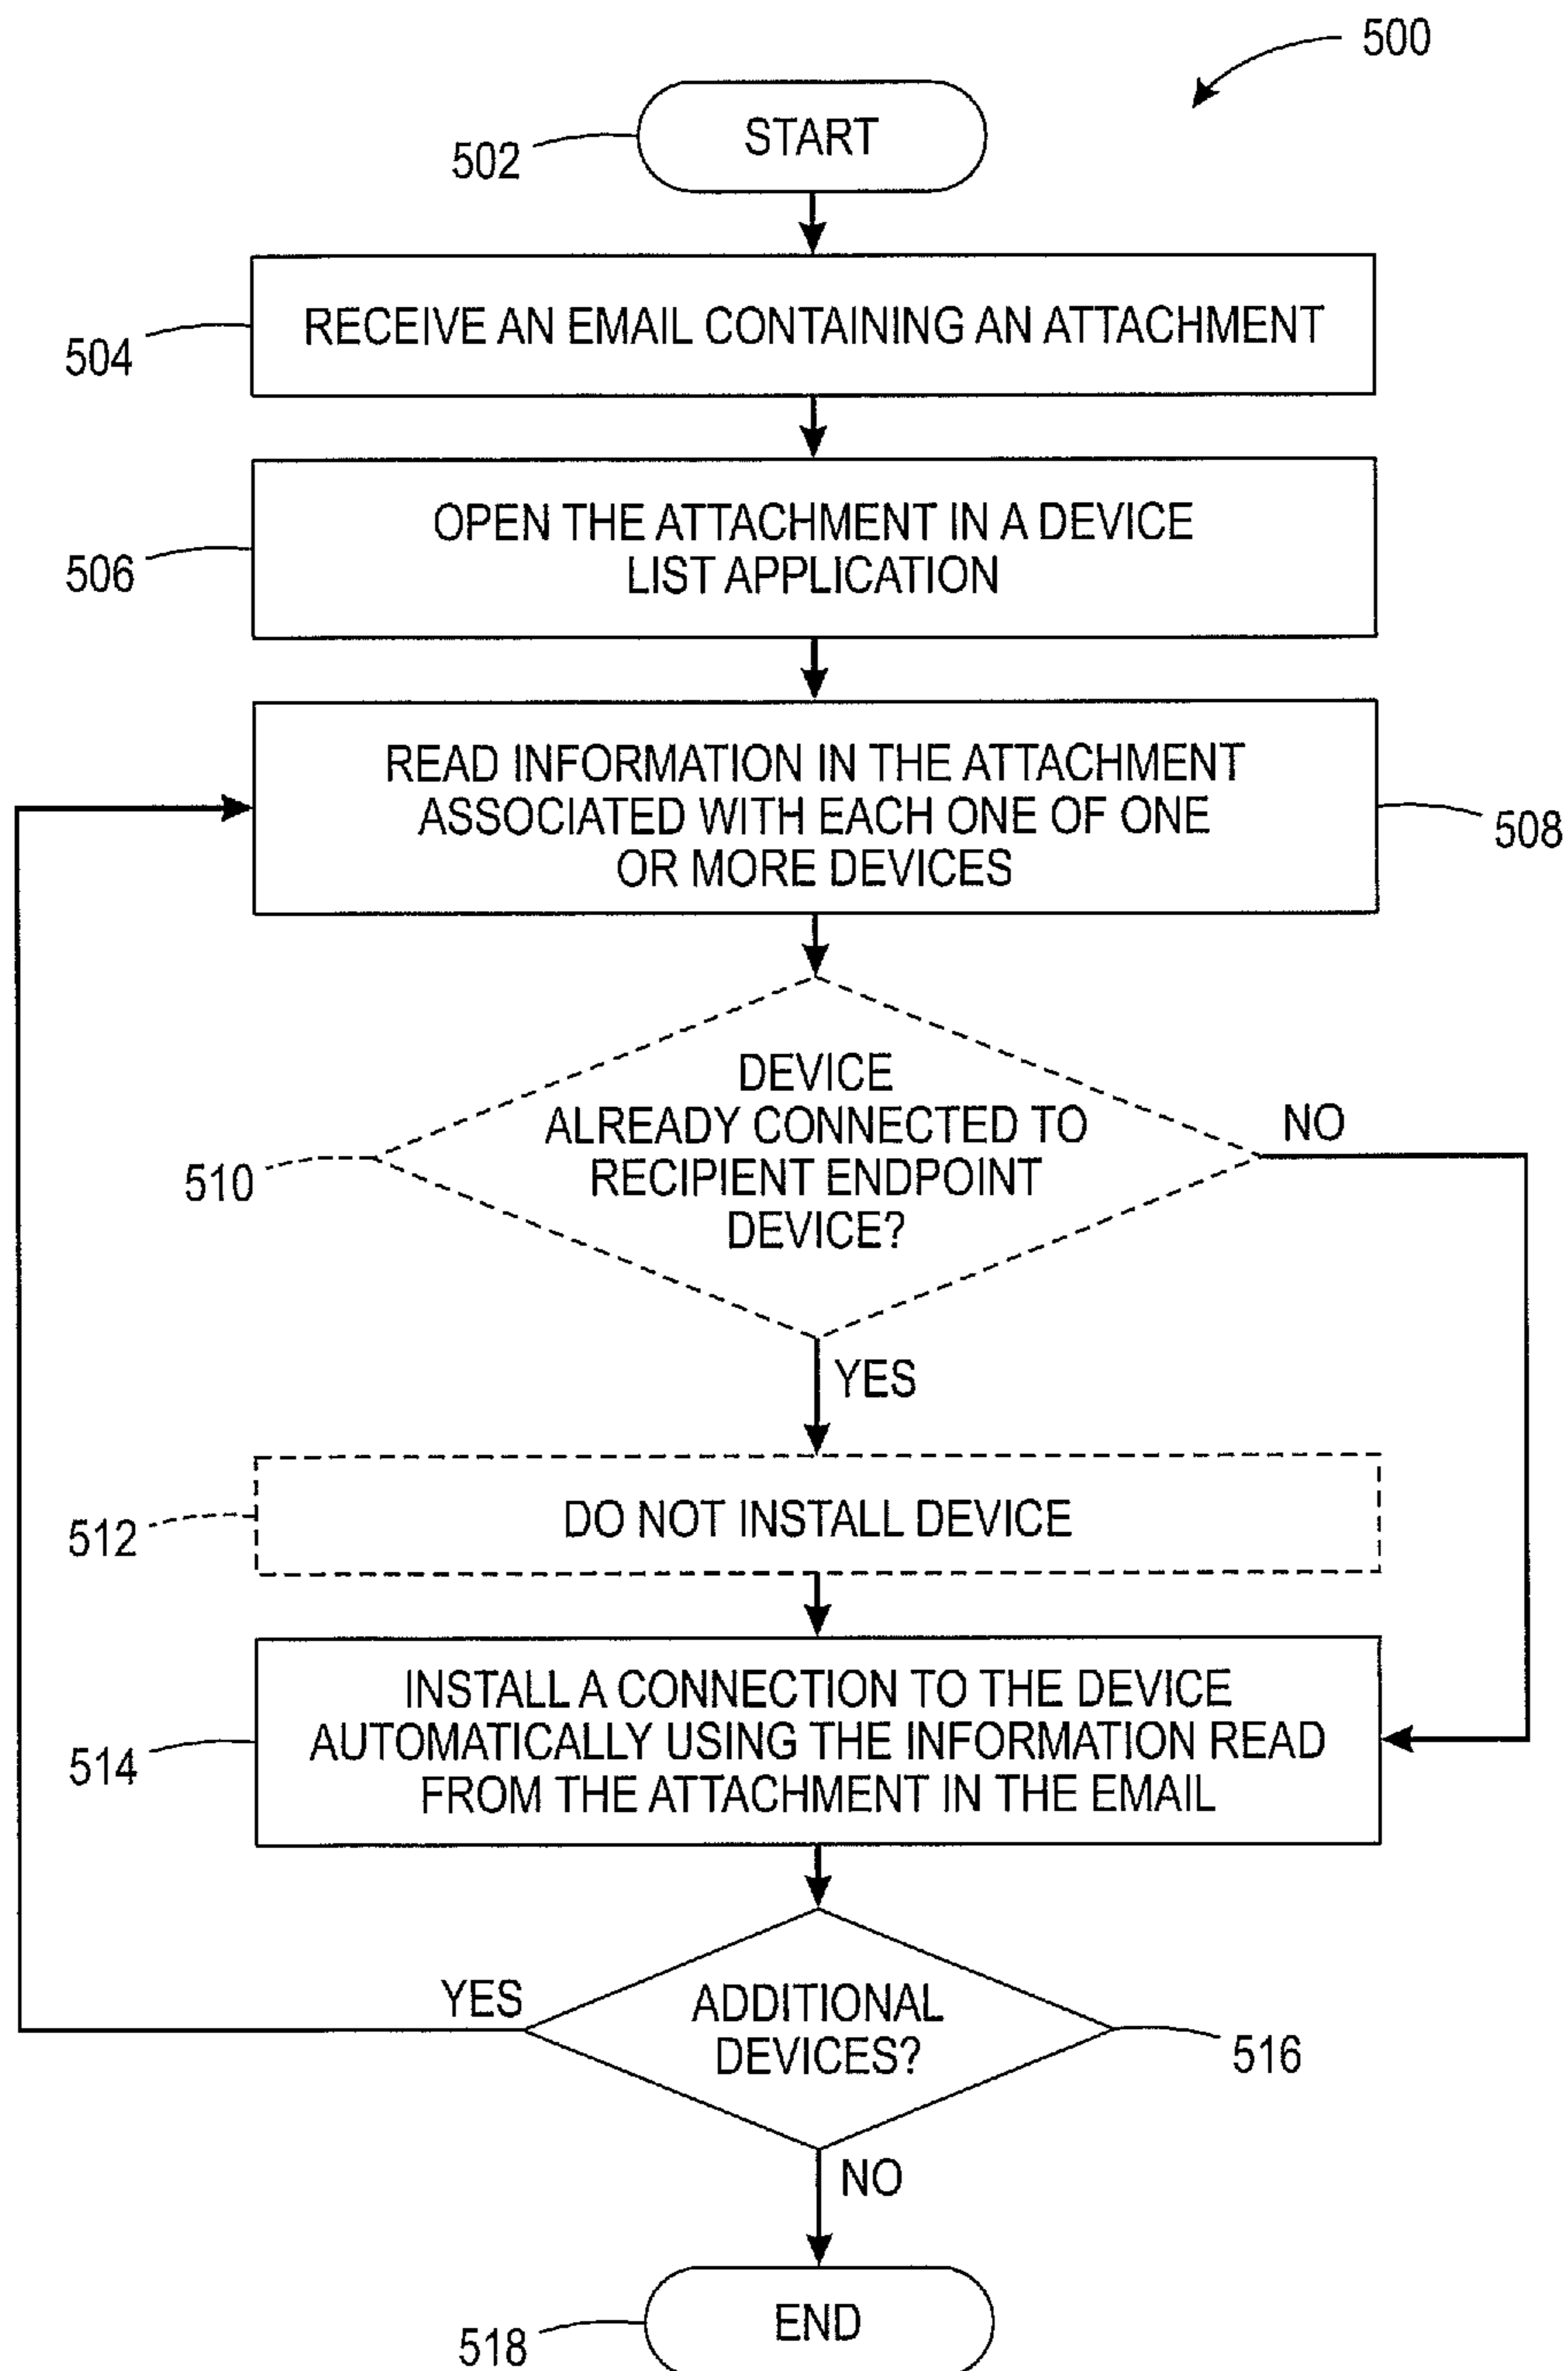 500
START
502
RECEIVE AN EMAIL CONTAINING AN ATTACHMENT
504
OPEN THE ATTACHMENT IN A DEVICE
LIST APPLICATION
506
READ INFORMATION IN THE ATTACHMENT
ASSOCIATED WITH EACH ONE OF ONE
OR MORE DEVICES
508
DEVICE
ALREADY CONNECTED TO
RECIPIENT ENDPOINT
DEVICE?
510
NO
YES
DO NOT INSTALL DEVICE
512
INSTALL A CONNECTION TO THE DEVICE
AUTOMATICALLY USING THE INFORMATION READ
FROM THE ATTACHMENT IN THE EMAIL
514
YES
ADDITIONAL
DEVICES?
516
NO
END
518